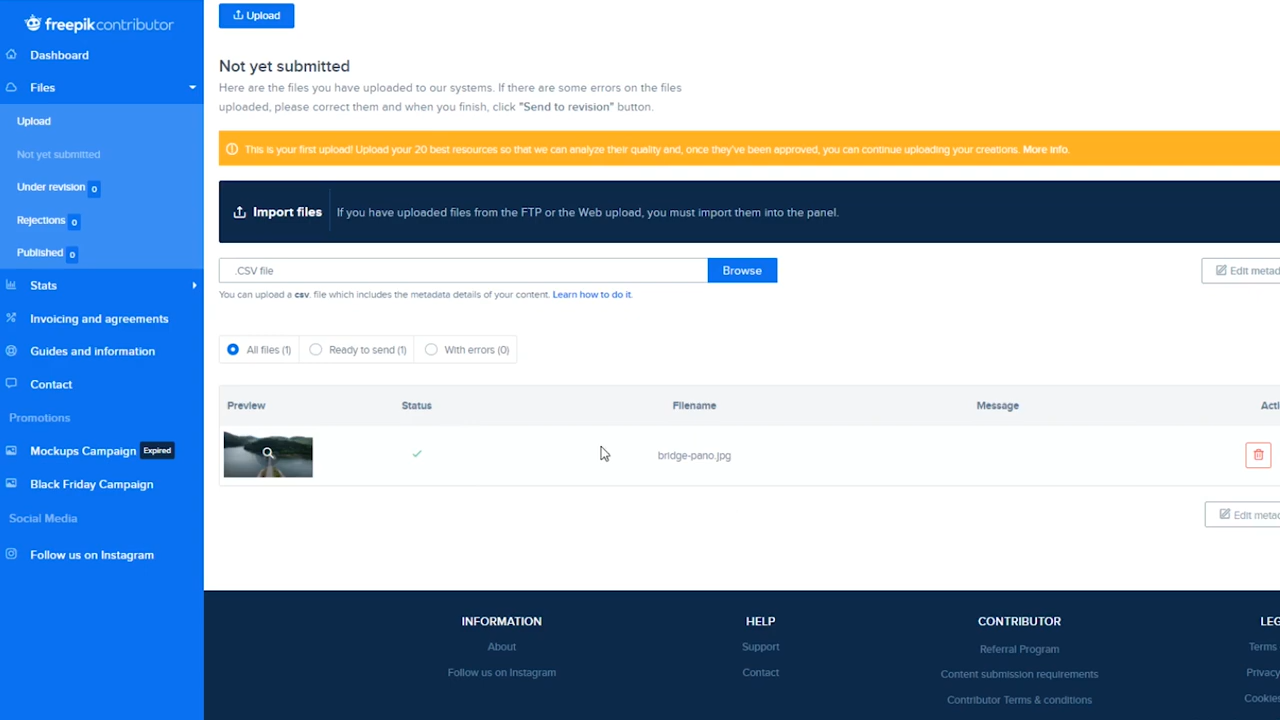 freepikcontributor
Dashboard
Files
Upload
Not yet submitted
Under revision 0
Rejections 0
Published 0
Stats
Invoicing and agreements
Guides and information
Contact
Promotions
Mockups Campaign Expired
Black Friday Campaign
Social Media
Follow us on Instagram
Upload
Not yet submitted
Here are the files you have uploaded to our systems. If there are some errors on the files
uploaded, please correct them and when you finish, click "Send to revision" button.
This is your first upload! Upload your 20 best resources so that we can analyze their quality and, once they've been approved, you can continue uploading your creations. More info.
Import files If you have uploaded files from the FTP or the Web upload, you must import them into the panel.
.CSV file Browse Edit metad
You can upload a csv. file which includes the metadata details of your content. Learn how to do it.
All files (1) Ready to send (1) With errors (0)
Preview Status Filename Message Acti
bridge-pano.jpg
Edit metad
INFORMATION HELP CONTRIBUTOR LEG
About Support Referral Program Terms
Follow us on Instagram Contact Content submission requirements Privacy
Contributor Terms & conditions Cookies